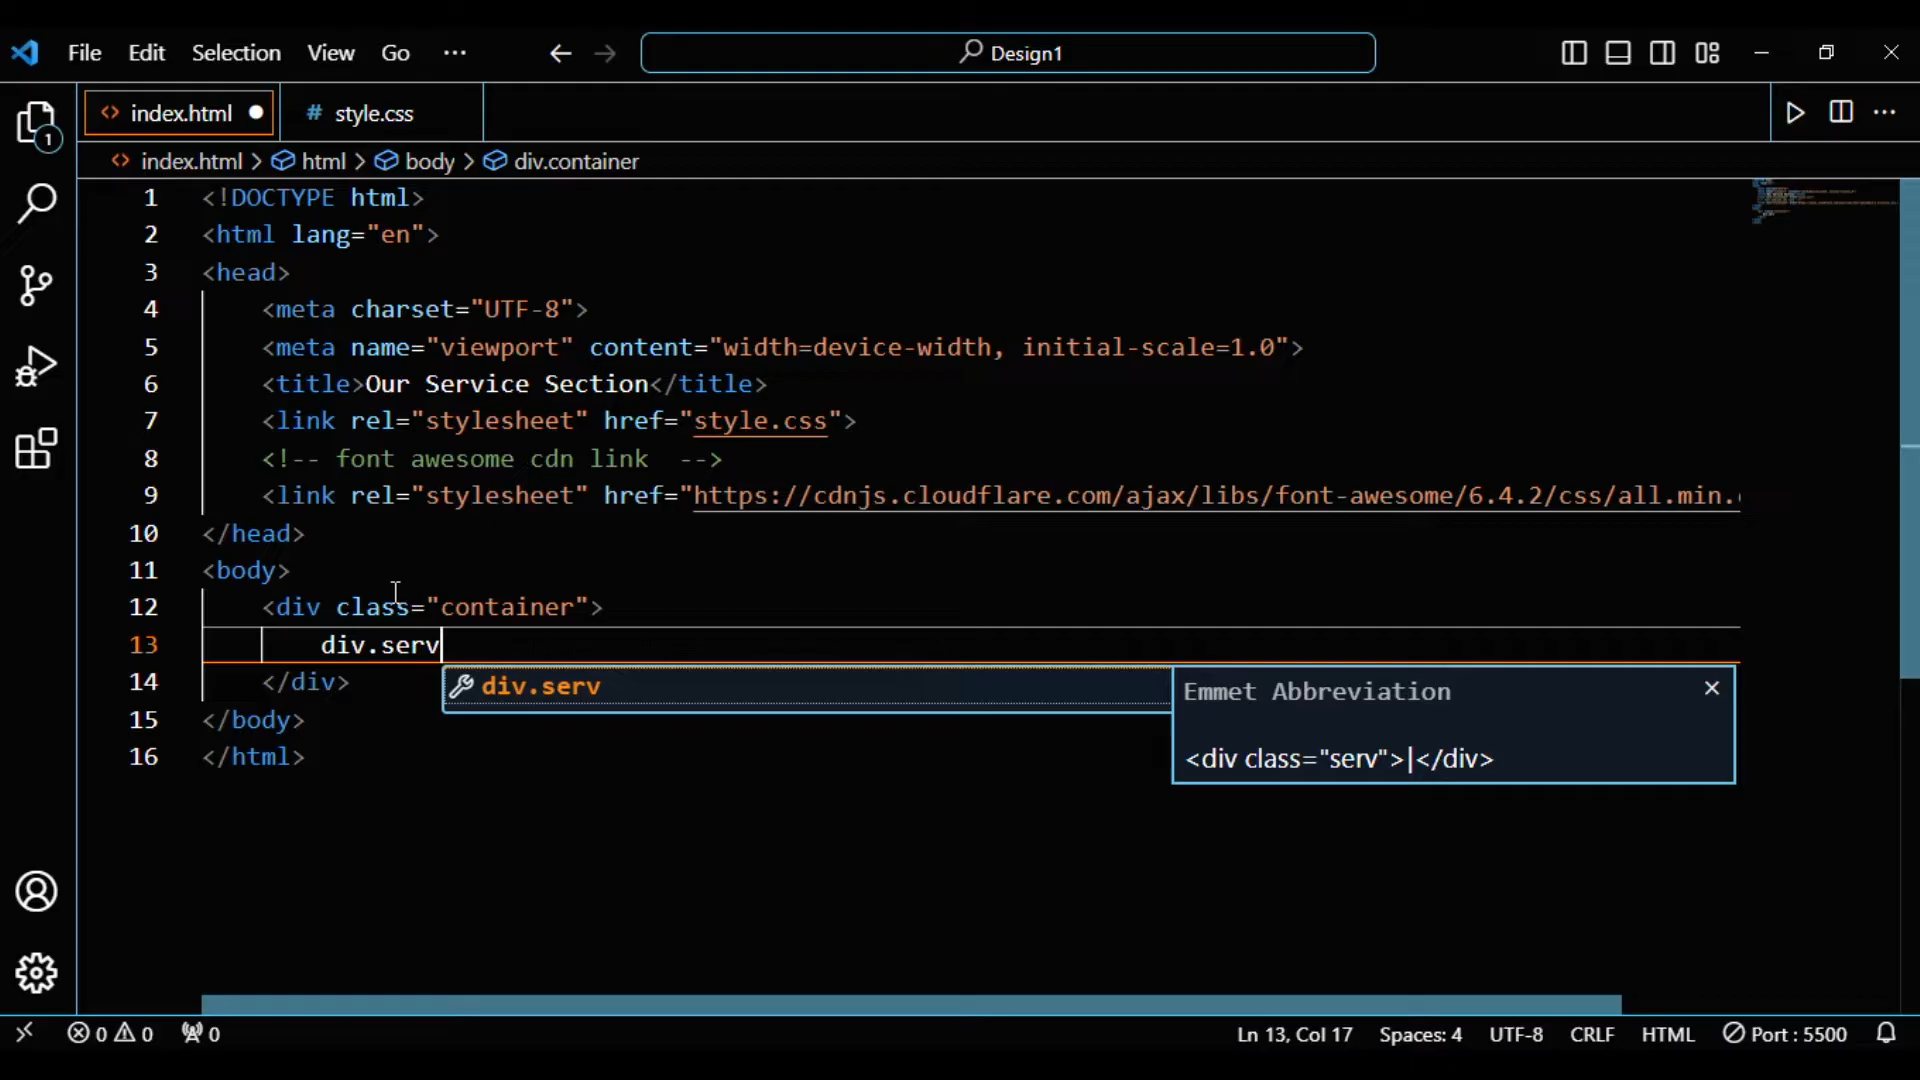 File Edit Selection View Go ··· Design1
index.html style.css
index.html > html > body > div.container
1 <!DOCTYPE html>
2 <html lang="en">
3 <head>
4 <meta charset="UTF-8">
5 <meta name="viewport" content="width=device-width, initial-scale=1.0">
6 <title>Our Service Section</title>
7 <link rel="stylesheet" href="style.css">
8 <!-- font awesome cdn link  -->
9 <link rel="stylesheet" href="https://cdnjs.cloudflare.com/ajax/libs/font-awesome/6.4.2/css/all.min.
10 </head>
11 <body>
12 <div class="container">
13 div.serv
14 </div>
15 </body>
16 </html>
div.serv
Emmet Abbreviation
<div class="serv">|</div>
1
0 0 0 Ln 13, Col 17 Spaces: 4 UTF-8 CRLF HTML Port : 5500